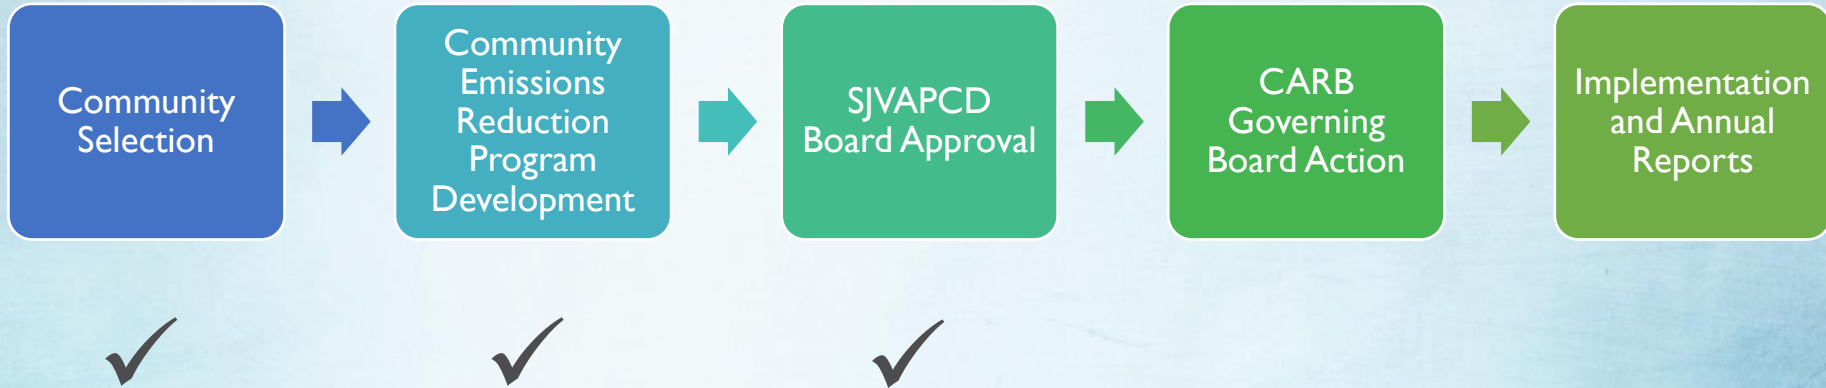 Community
Selection
Community
Emissions
Reduction
Program
Development
SJVAPCD
Board Approval
CARB
Governing
Board Action
Implementation
and Annual
Reports